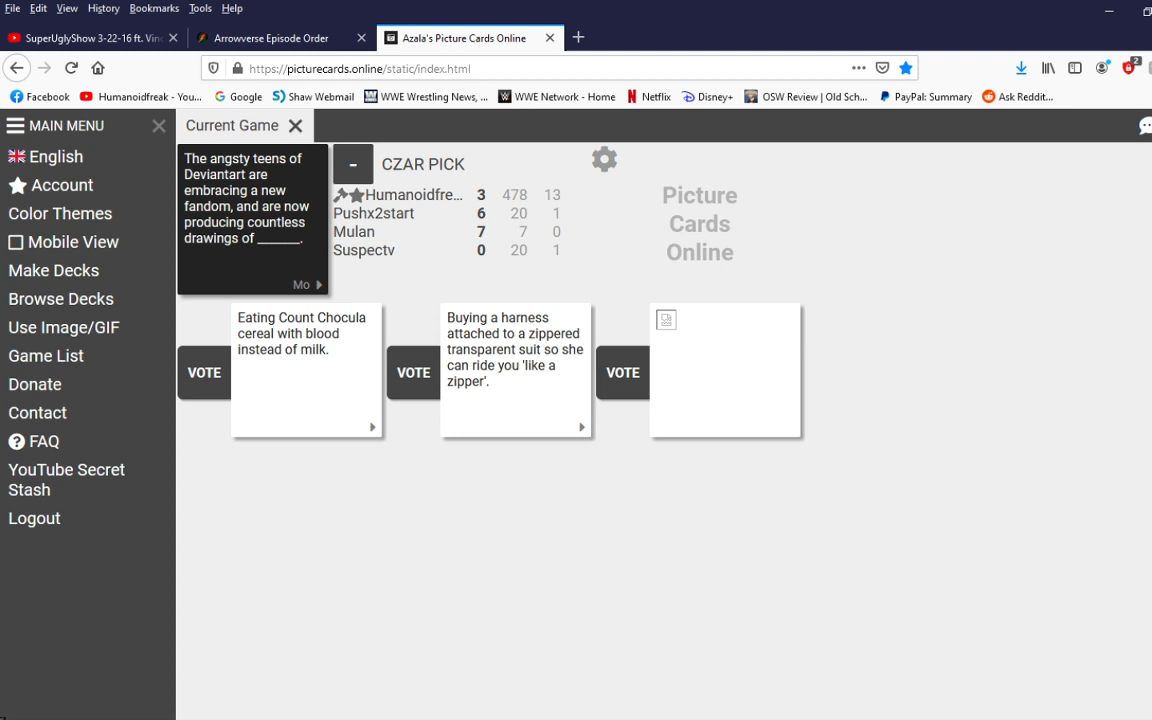 File Edit View History Bookmarks Tools Help
SuperUglyShow 3-22-16 ft. Vinc
Arrowverse Episode Order
Azala's Picture Cards Online
https://picturecards.online/static/index.html
2
Facebook
Humanoidfreak - You...
Google
Shaw Webmail
WWE Wrestling News, ...
WWE Network - Home
Netflix
Disney+
OSW Review | Old Sch...
PayPal: Summary
Ask Reddit...
MAIN MENU
English
Account
Color Themes
Mobile View
Make Decks
Browse Decks
Use Image/GIF
Game List
Donate
Contact
FAQ
YouTube Secret
Stash
Logout
Current Game
The angsty teens of
Deviantart are
embracing a new
fandom, and are now
producing countless
drawings of _______.
Mo
- CZAR PICK
Humanoidfre... 3 478 13
Pushx2start 6 20 1
Mulan 7 7 0
Suspectv 0 20 1
Picture
Cards
Online
VOTE
Eating Count Chocula
cereal with blood
instead of milk.
VOTE
Buying a harness
attached to a zippered
transparent suit so she
can ride you 'like a
zipper'.
VOTE